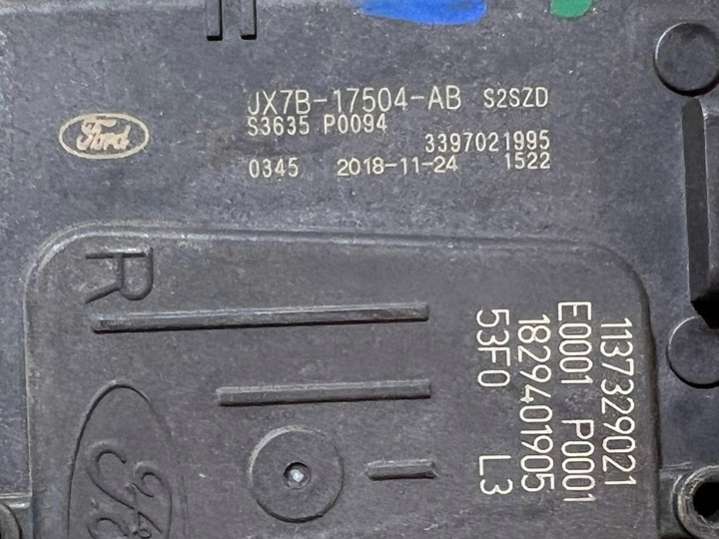 Ford
JX7B-17504-AB S2SZD
S3635 P0094
3397021995
0345 2018-11-24 1522
R
1137329021
E0001 P0001
1829401905
53F0 L3